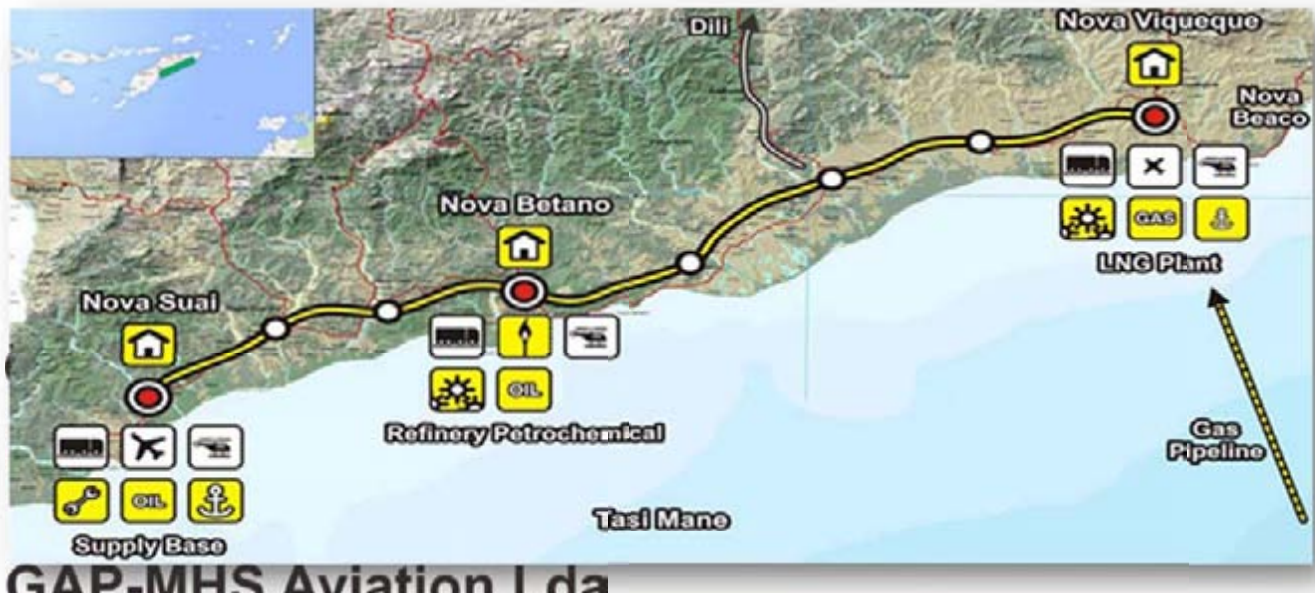 Dili
Nova Viqueque
Nova
Beaco
Nova Betano
GAS
LNG Plant
Nova Suai
OIL
Refinery Petrochemical
Gas
Pipeline
OIL
Tasi Mane
Supply Base
GAP-MHS Aviation Lda